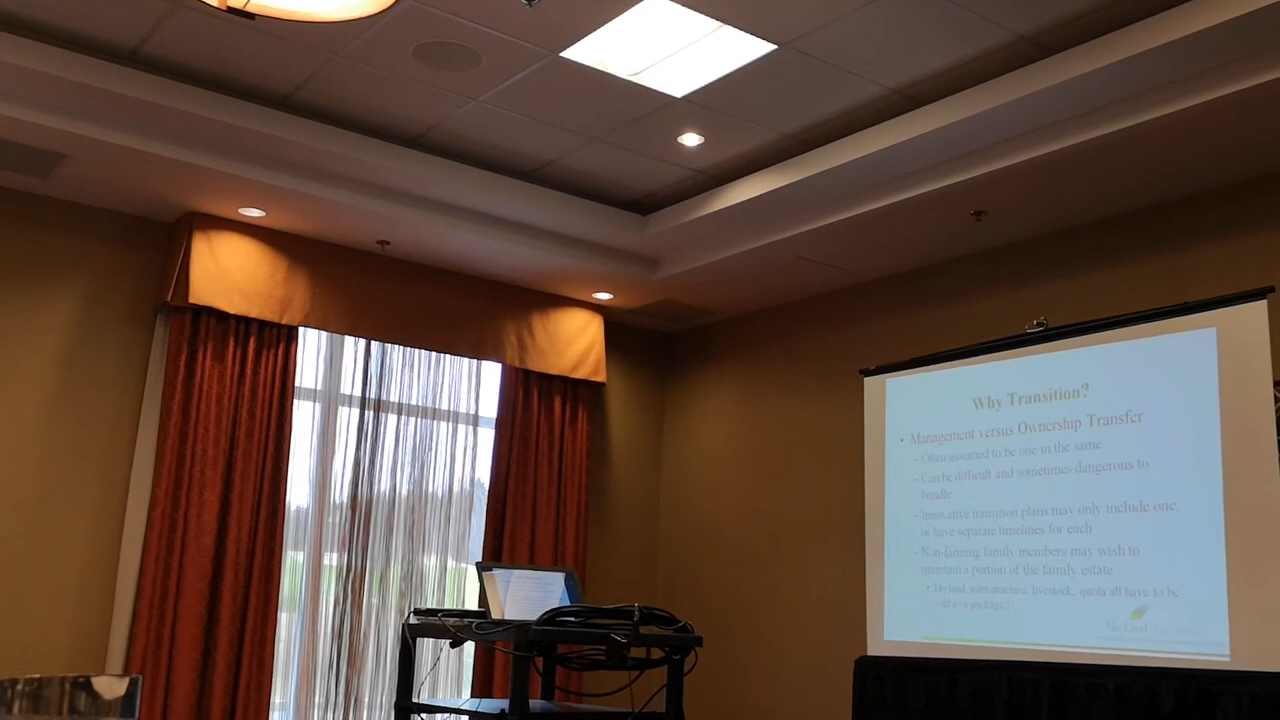 Why Transition?
• Management versus Ownership Transfer
– Often assumed to be one in the same
– Can be difficult and sometimes dangerous to
bundle
– Innovative transition plans may only include one,
or have separate timelines for each
– Non-farming family members may wish to
maintain a portion of the family estate
• Do land, infrastructure, livestock, quota all have to be
sold as a package?